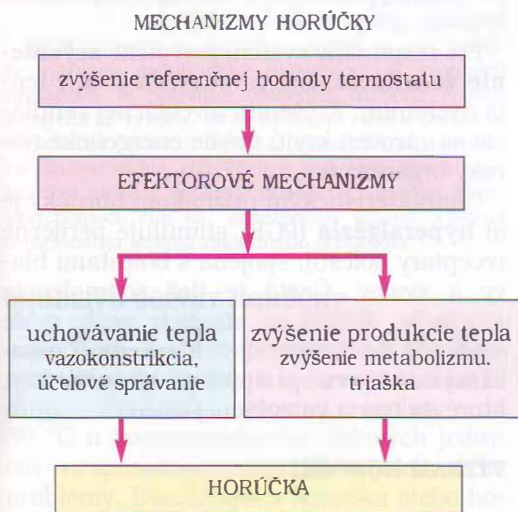 MECHANIZMY HORÚČKY
zvýšenie referenčnej hodnoty termostatu
EFEKTOROVÉ MECHANIZMY
uchovávanie tepla
vazokonstrikcia
účelové správanie
zvýšenie produkcie tepla
zvýšenie metabolizmu.
triaška
HORÚČKA